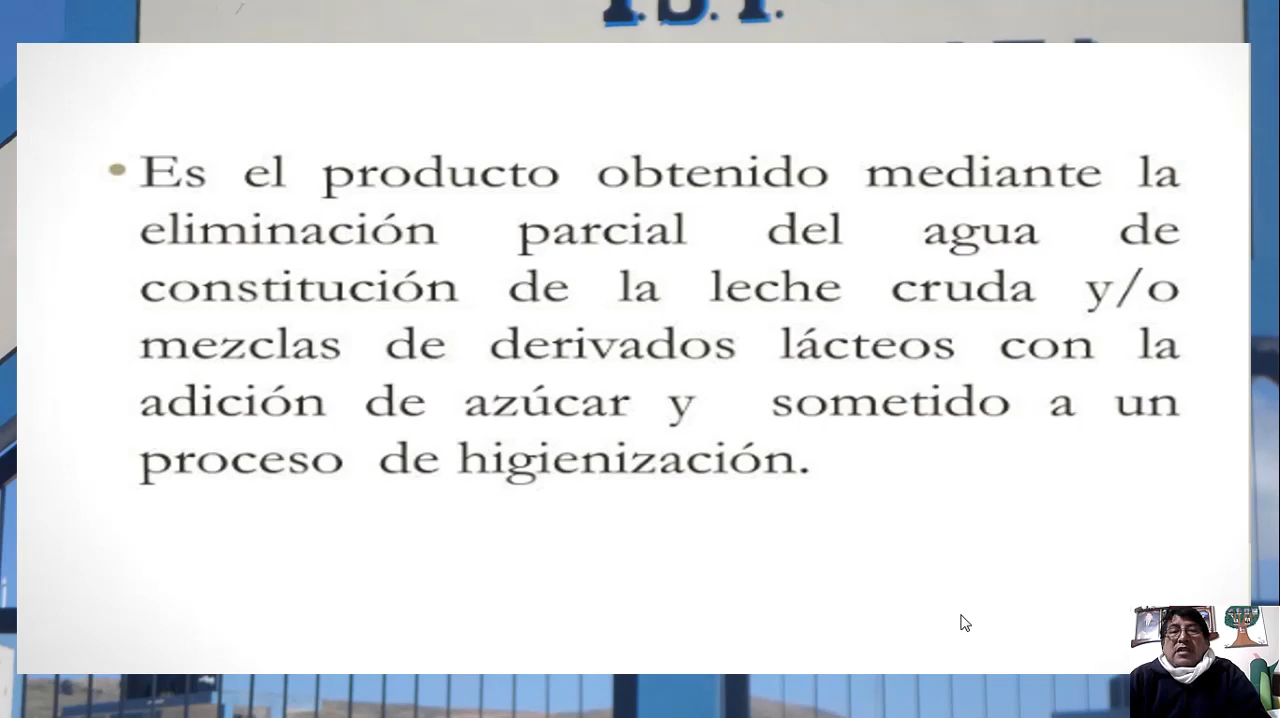 I.S.T.
• Es el producto obtenido mediante la
eliminación parcial del agua de
constitución de la leche cruda y/o
mezclas de derivados lácteos con la
adición de azúcar y sometido a un
proceso de higienización.